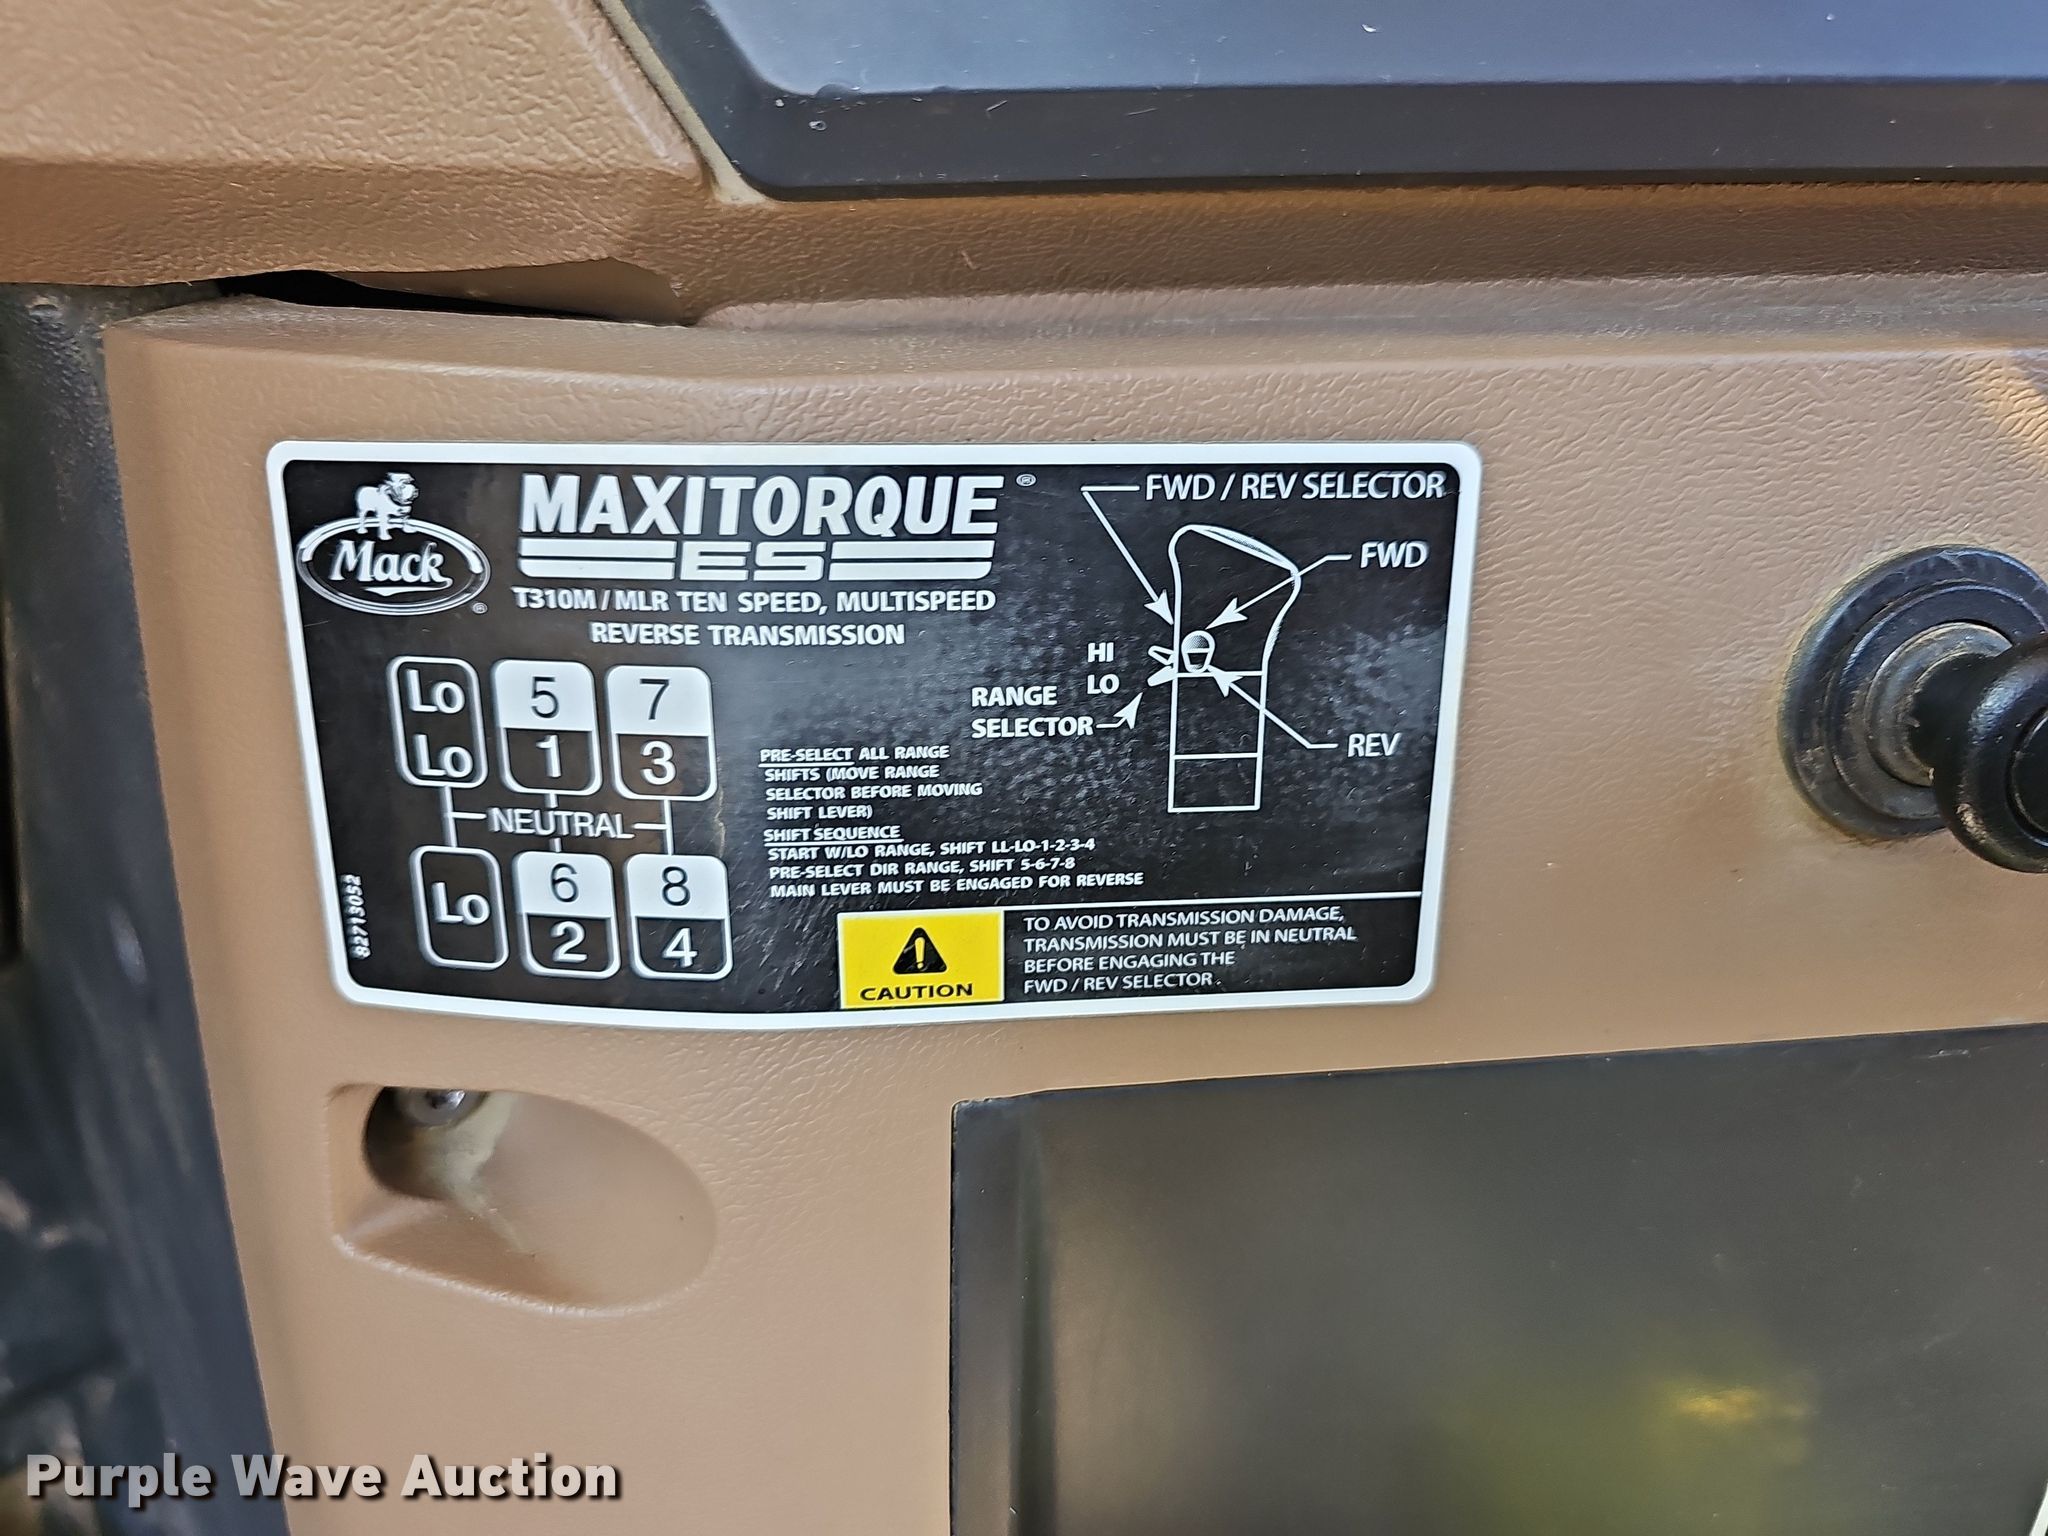 Mack
®
MAXITORQUE ®
ES
T310M/MLR TEN SPEED, MULTISPEED
REVERSE TRANSMISSION
Lo 5 7
Lo 1 3
NEUTRAL
Lo 6 8
2 4
82713052
FWD / REV SELECTOR
FWD
HI
LO
RANGE
SELECTOR
REV
PRE-SELECT ALL RANGE
SHIFTS (MOVE RANGE
SELECTOR BEFORE MOVING
SHIFT LEVER)
SHIFT SEQUENCE
START W/LO RANGE, SHIFT LL-LO-1-2-3-4
PRE-SELECT DIR RANGE, SHIFT 5-6-7-8
MAIN LEVER MUST BE ENGAGED FOR REVERSE
CAUTION
TO AVOID TRANSMISSION DAMAGE,
TRANSMISSION MUST BE IN NEUTRAL
BEFORE ENGAGING THE
FWD / REV SELECTOR.
Purple Wave Auction